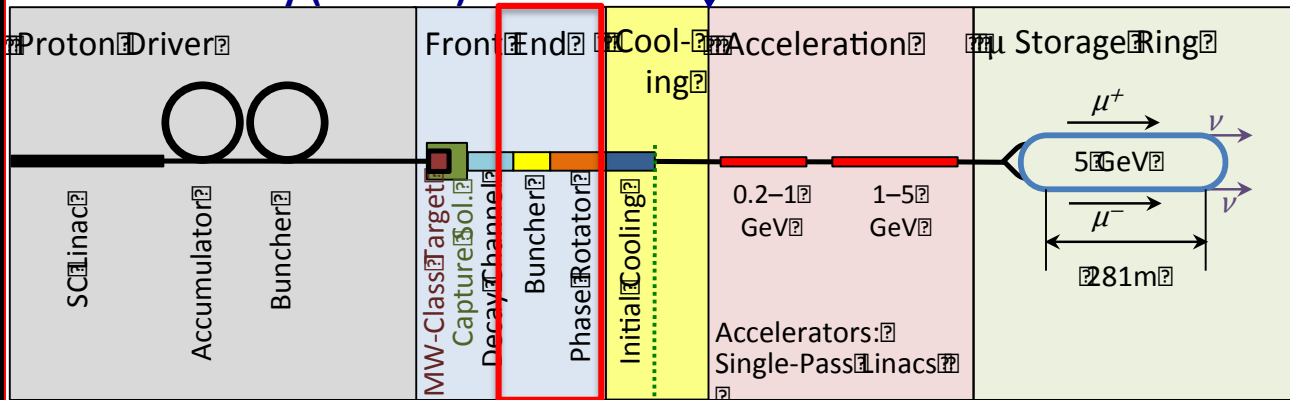 Proton Driver
Front End
Cool-
ing
Acceleration
μ Storage Ring
μ+
ν
5 GeV
ν
μ−
281m
0.2–1
GeV
1–5
GeV
SC Linac
Accumulator
Buncher
MW-Class Target
Capture Sol.
Decay Channel
Buncher
Phase Rotator
Initial Cooling
Accelerators:
Single-Pass Linacs